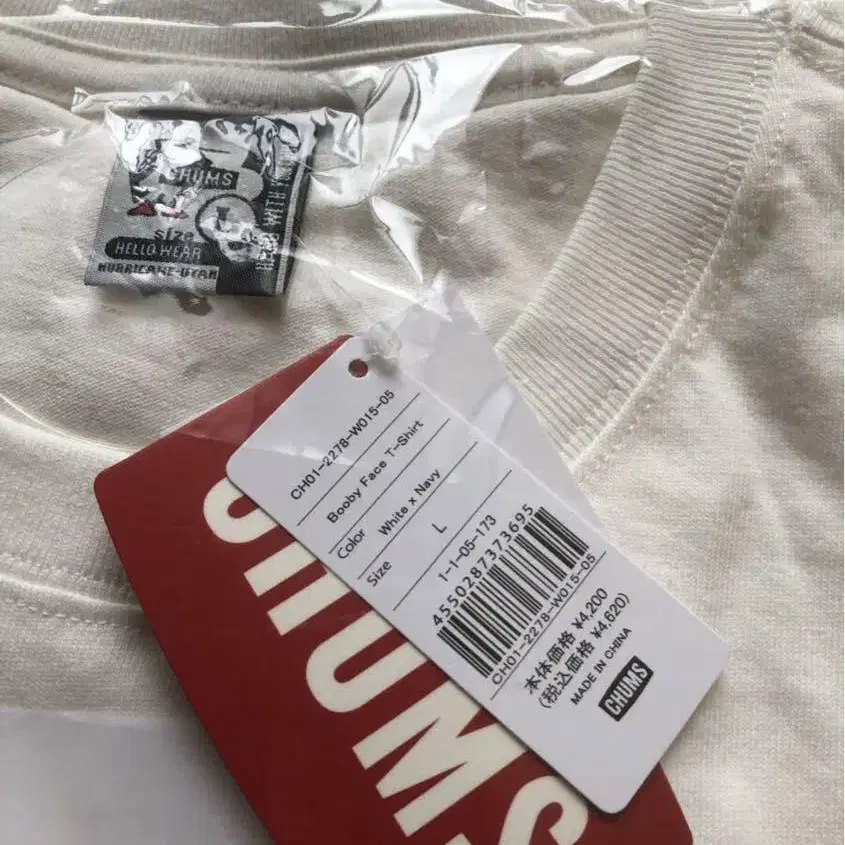 CHUMS
size L
HELLO WEAR
HURRICANE-UTAH
CH01-2278-W015-05
Booby Face T-Shirt
Color White x Navy
Size L
1-1-05-173
4550287373695
CH01-2278-W015-05
本体価格 ¥4,200
(税込価格 ¥4,620)
MADE IN CHINA
CHUMS
CHUMS